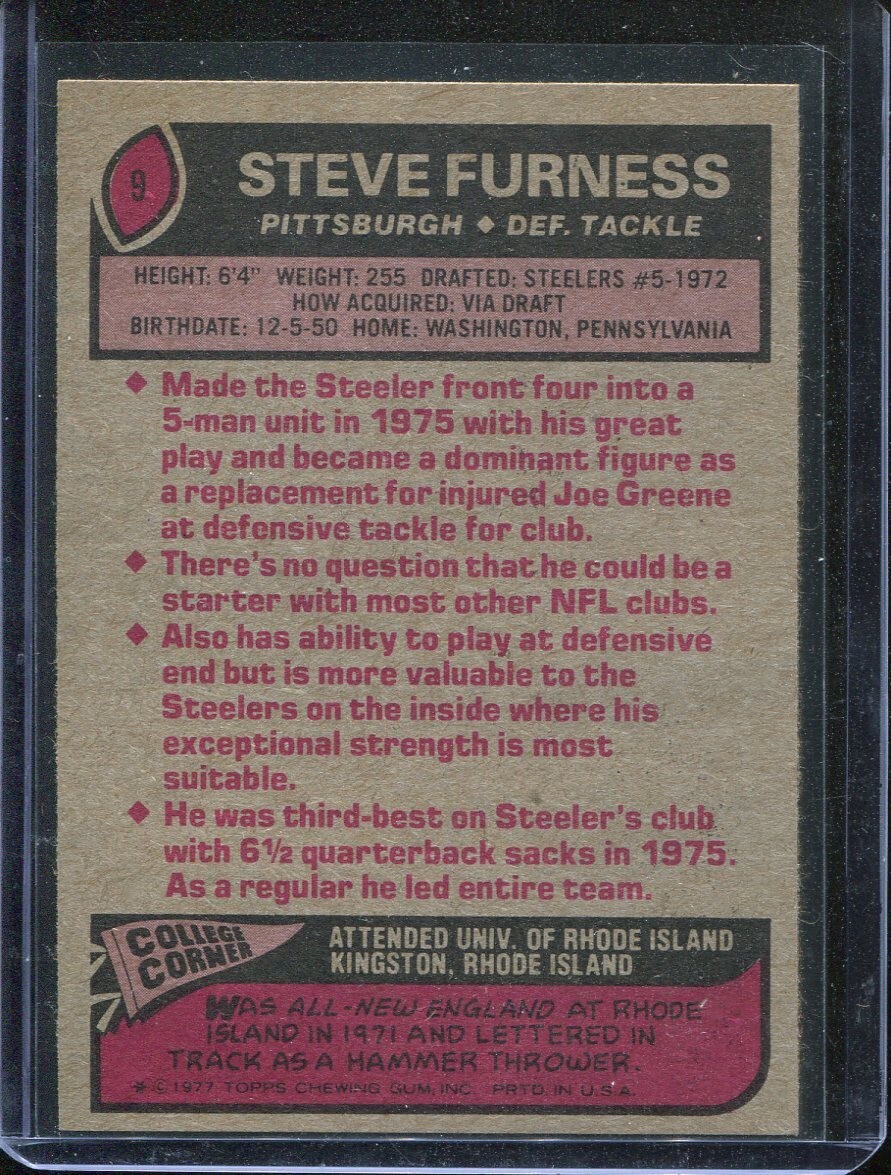 9
STEVE FURNESS
PITTSBURGH ◆ DEF. TACKLE
HEIGHT: 6'4" WEIGHT: 255 DRAFTED: STEELERS #5-1972
HOW ACQUIRED: VIA DRAFT
BIRTHDATE: 12-5-50 HOME: WASHINGTON, PENNSYLVANIA
◆ Made the Steeler front four into a
5-man unit in 1975 with his great
play and became a dominant figure as
a replacement for injured Joe Greene
at defensive tackle for club.
◆ There's no question that he could be a
starter with most other NFL clubs.
◆ Also has ability to play at defensive
end but is more valuable to the
Steelers on the inside where his
exceptional strength is most
suitable.
◆ He was third-best on Steeler's club
with 6½ quarterback sacks in 1975.
As a regular he led entire team.
COLLEGE
CORNER
ATTENDED UNIV. OF RHODE ISLAND
KINGSTON, RHODE ISLAND
WAS ALL-NEW ENGLAND AT RHODE
ISLAND IN 1971 AND LETTERED IN
TRACK AS A HAMMER THROWER.
* © 1977 TOPPS CHEWING GUM, INC. PRTD. IN U.S.A.